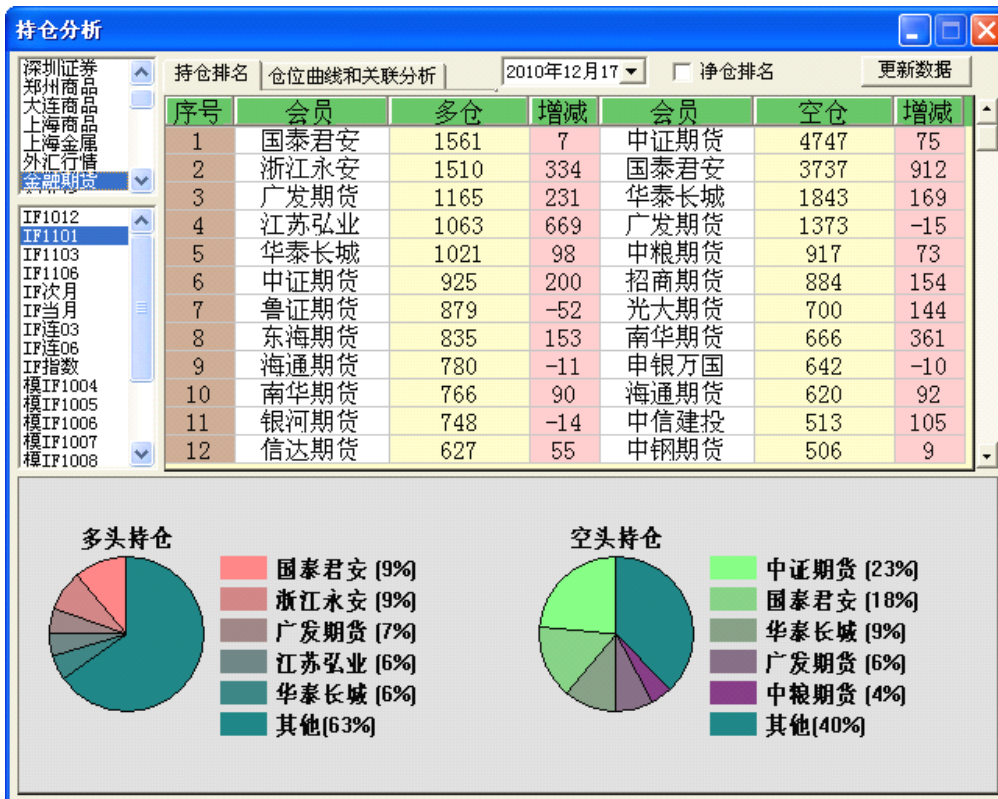 持仓分析
深圳证券
郑州商品
大连商品
上海商品
上海金属
外汇行情
金融期货
IF1012
IF1101
IF1103
IF1106
IF次月
IF当月
IF连03
IF连06
IF指数
模IF1004
模IF1005
模IF1006
模IF1007
模IF1008
持仓排名 仓位曲线和关联分析 2010年12月17 净仓排名 更新数据
序号 会员 多仓 增减 会员 空仓 增减
1 国泰君安 1561 7 中证期货 4747 75
2 浙江永安 1510 334 国泰君安 3737 912
3 广发期货 1165 231 华泰长城 1843 169
4 江苏弘业 1063 669 广发期货 1373 -15
5 华泰长城 1021 98 中粮期货 917 73
6 中证期货 925 200 招商期货 884 154
7 鲁证期货 879 -52 光大期货 700 144
8 东海期货 835 153 南华期货 666 361
9 海通期货 780 -11 申银万国 642 -10
10 南华期货 766 90 海通期货 620 92
11 银河期货 748 -14 中信建投 513 105
12 信达期货 627 55 中钢期货 506 9
多头持仓
国泰君安 (9%)
浙江永安 (9%)
广发期货 (7%)
江苏弘业 (6%)
华泰长城 (6%)
其他(63%)
空头持仓
中证期货 (23%)
国泰君安 (18%)
华泰长城 (9%)
广发期货 (6%)
中粮期货 (4%)
其他(40%)